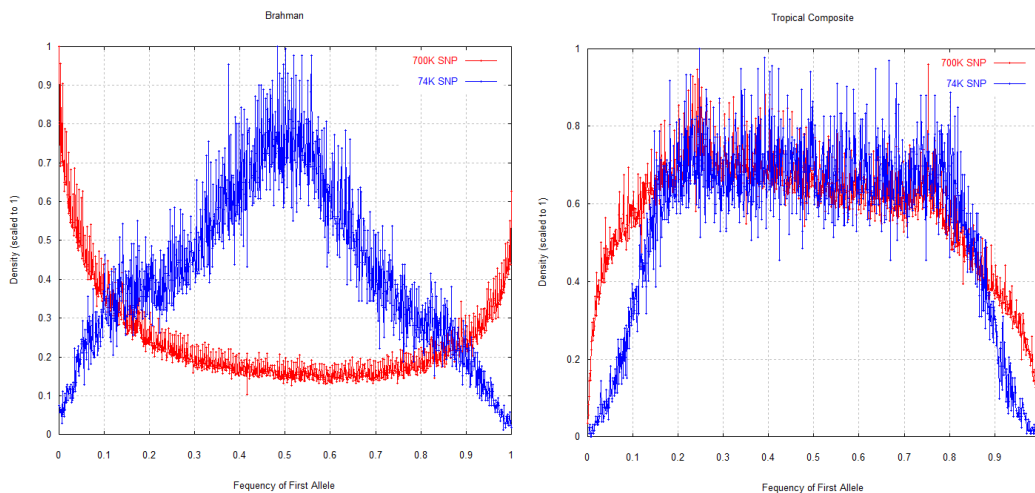 Brahman
700K SNP
74K SNP
1
0.9
0.8
0.7
0.6
0.5
0.4
0.3
0.2
0.1
0
Density (scaled to 1)
0 0.1 0.2 0.3 0.4 0.5 0.6 0.7 0.8 0.9 1
Fequency of First Allele
Tropical Composite
700K SNP
74K SNP
1
0.8
0.6
0.4
0.2
0
Density (scaled to 1)
0 0.1 0.2 0.3 0.4 0.5 0.6 0.7 0.8 0.9
Fequency of First Allele